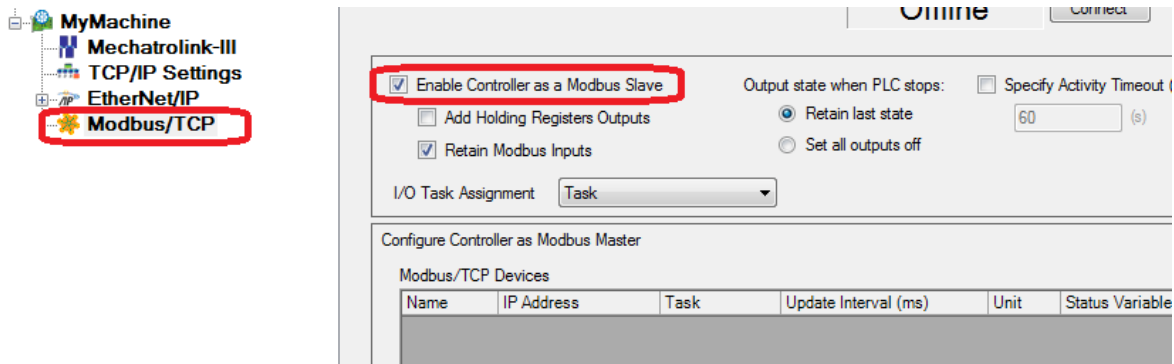 MyMachine
Mechatrolink-III
TCP/IP Settings
EtherNet/IP
Modbus/TCP
Offline
Connect
Enable Controller as a Modbus Slave
Output state when PLC stops:
Specify Activity Timeout (
Add Holding Registers Outputs
Retain last state
60
(s)
Retain Modbus Inputs
Set all outputs off
I/O Task Assignment
Task
Configure Controller as Modbus Master
Modbus/TCP Devices
Name
IP Address
Task
Update Interval (ms)
Unit
Status Variable